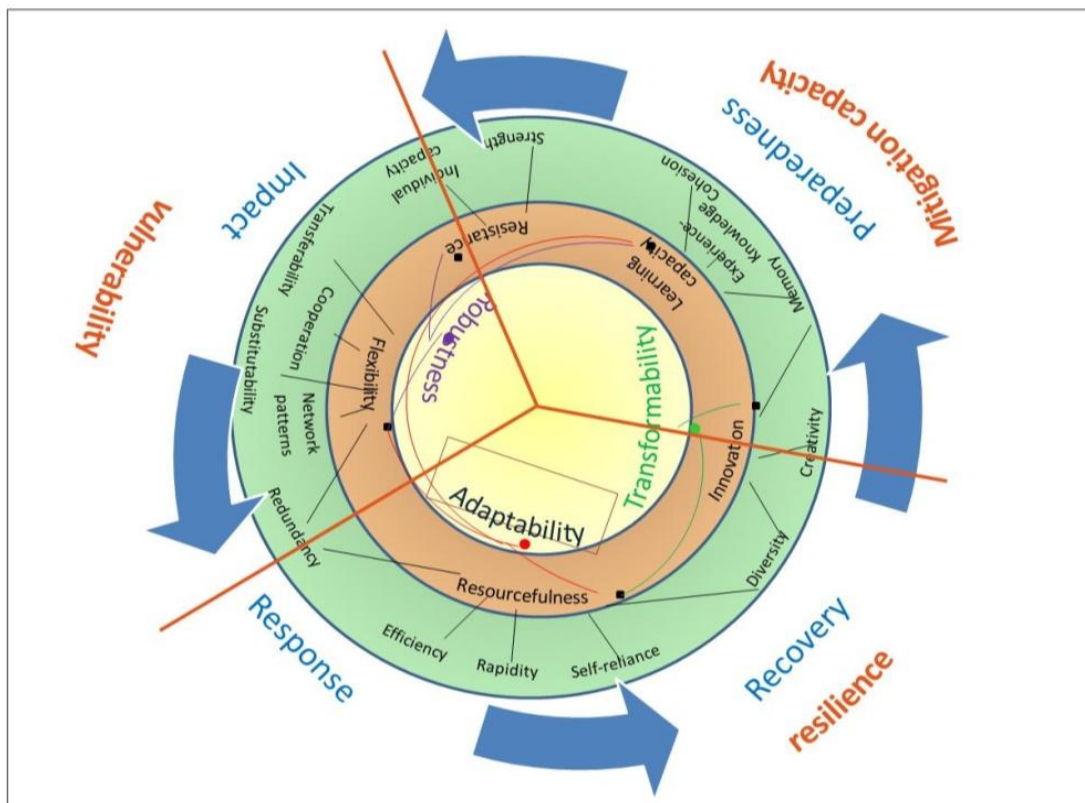 Mitigation capacity
Preparedness
Impact
vulnerability
Response
Recovery
resilience
Strength
Individual
capacity
Cohesion
Experience-
knowledge
Memory
Transferability
Cooperation
Substitutability
Network
patterns
Redundancy
Efficiency
Rapidity
Self-reliance
Diversity
Creativity
Resistance
Learning
capacity
Flexibility
Innovation
Resourcefulness
Robustness
Transformability
Adaptability